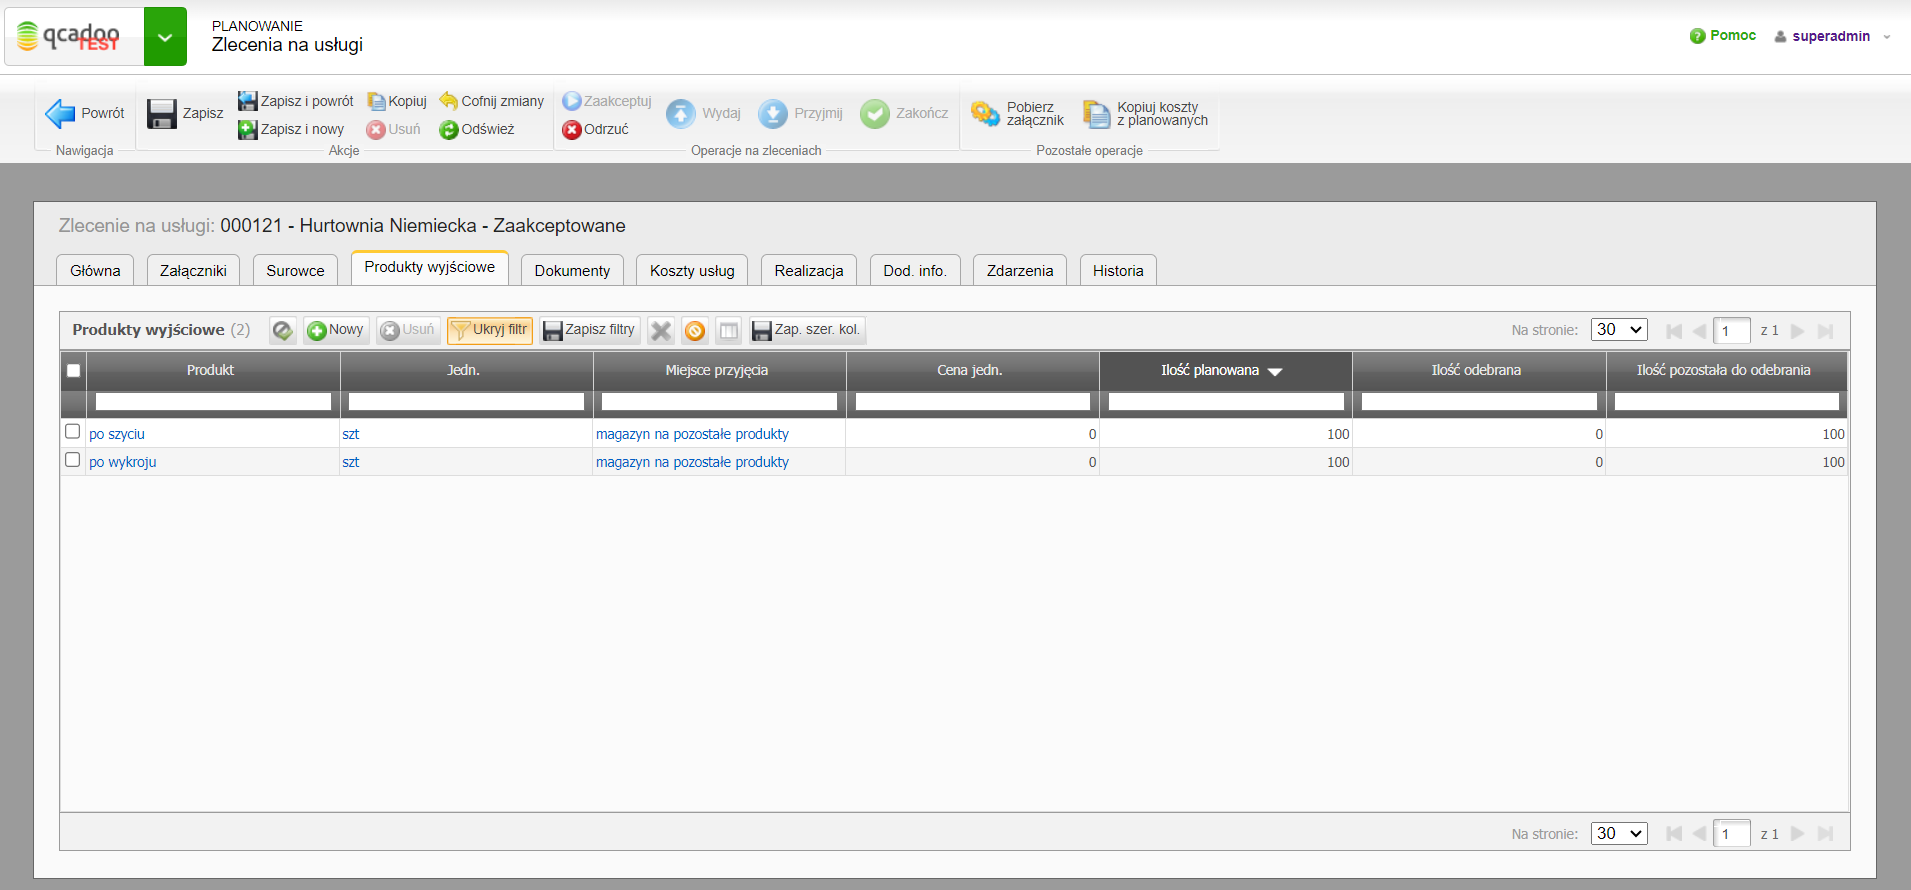 qcadoo
TEST
PLANOWANIE
Zlecenia na usługi
Pomoc
superadmin
Powrót
Nawigacja
Zapisz
Zapisz i powrót
Kopiuj
Cofnij zmiany
Zapisz i nowy
Usuń
Odśwież
Akcje
Zaakceptuj
Odrzuć
Wydaj
Przyjmij
Zakończ
Operacje na zleceniach
Pobierz
załącznik
Kopiuj koszty
z planowanych
Pozostałe operacje
Zlecenie na usługi: 000121 - Hurtownia Niemiecka - Zaakceptowane
Główna
Załączniki
Surowce
Produkty wyjściowe
Dokumenty
Koszty usług
Realizacja
Dod. info.
Zdarzenia
Historia
Produkty wyjściowe (2)
Nowy
Usuń
Ukryj filtr
Zapisz filtry
Zap. szer. kol.
Na stronie: 30 1 z 1
Produkt Jedn. Miejsce przyjęcia Cena jedn. Ilość planowana Ilość odebrana Ilość pozostała do odebrania
po szyciu szt magazyn na pozostałe produkty 0 100 0 100
po wykroju szt magazyn na pozostałe produkty 0 100 0 100
Na stronie: 30 1 z 1